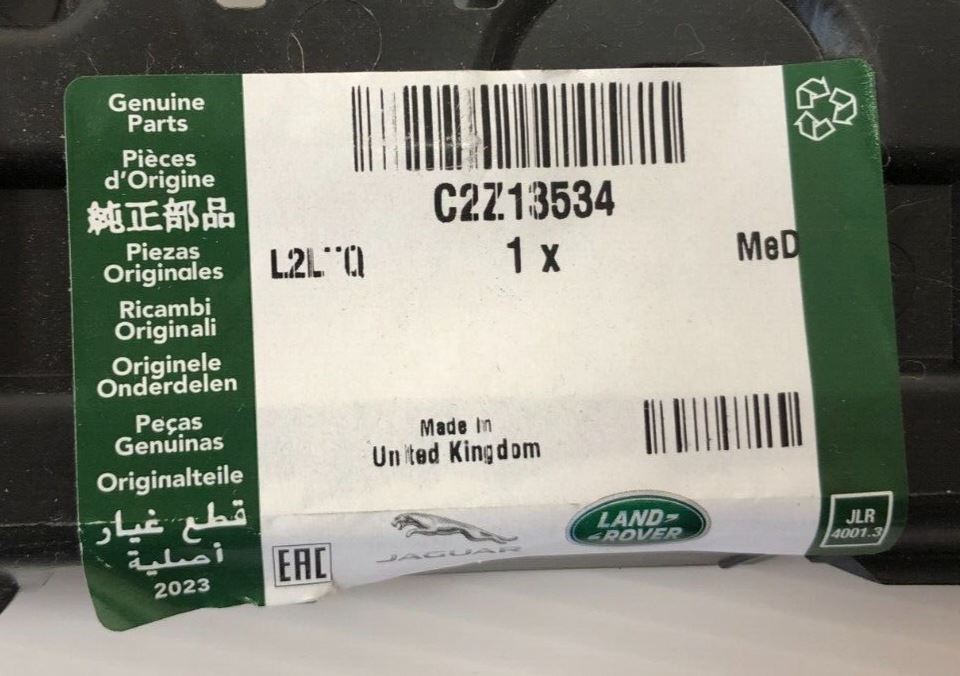 Genuine
Parts
Pièces
d'Origine
純正部品
Piezas
Originales
Ricambi
Originali
Originele
Onderdelen
Peças
Genuinas
Originalteile
قطع غيار
أصلية
2023
C2Z13534
1 x
MeD
Made In
United Kingdom
EAC
JAGUAR
LAND-
ROVER
JLR
4001.3